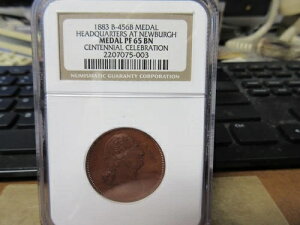 1883 B-456B MEDAL
HEADQUARTERS AT NEWBURGH
MEDAL PF 65 BN
CENTENNIAL CELEBRATION
2207075-003
NUMISMATIC GUARANTY CORPORATION